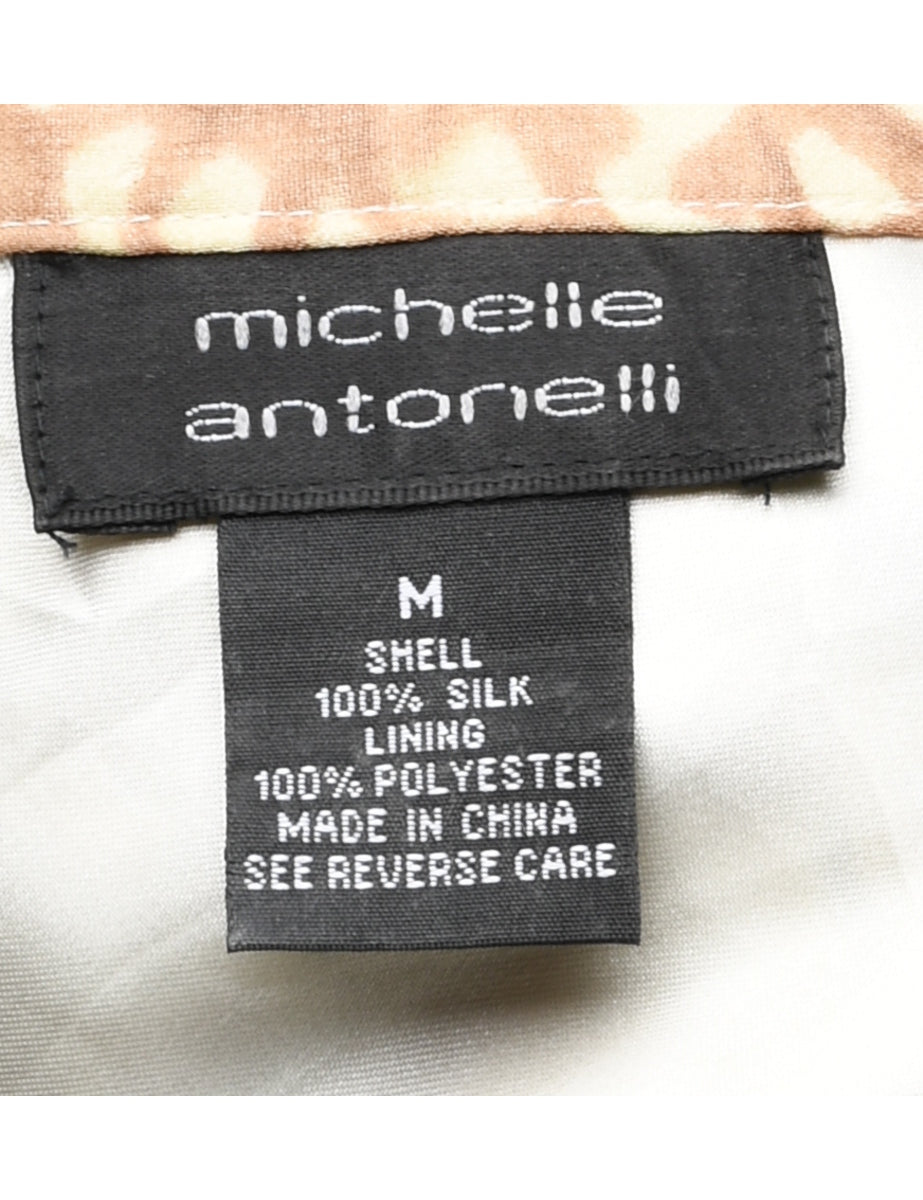 michelle
antonelli
M
SHELL
100% SILK
LINING
100% POLYESTER
MADE IN CHINA
SEE REVERSE CARE